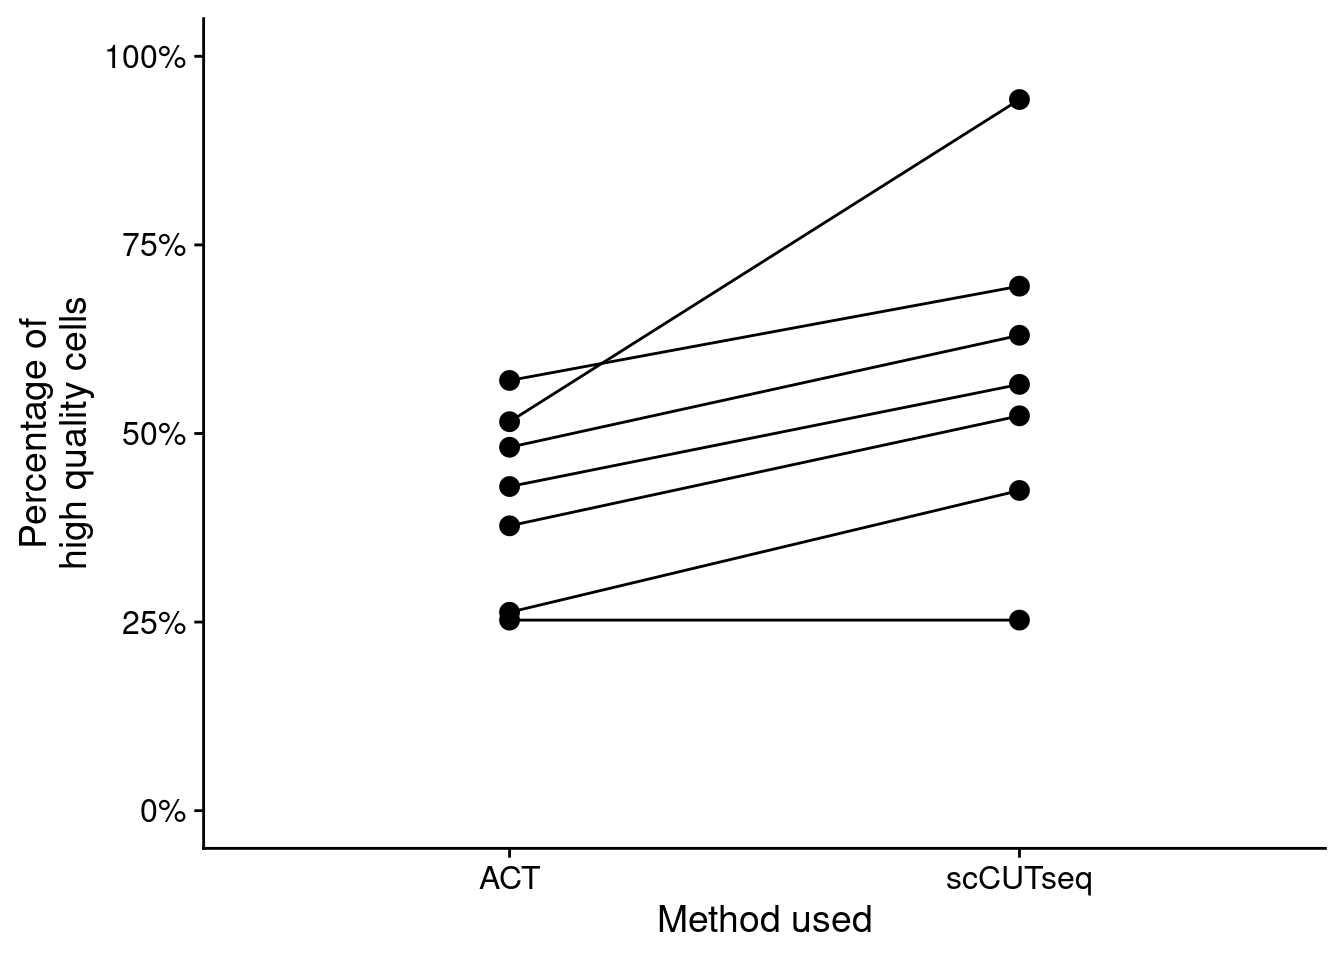 100%
75%
50%
25%
0%
Percentage of
high quality cells
ACT
scCUTseq
Method used